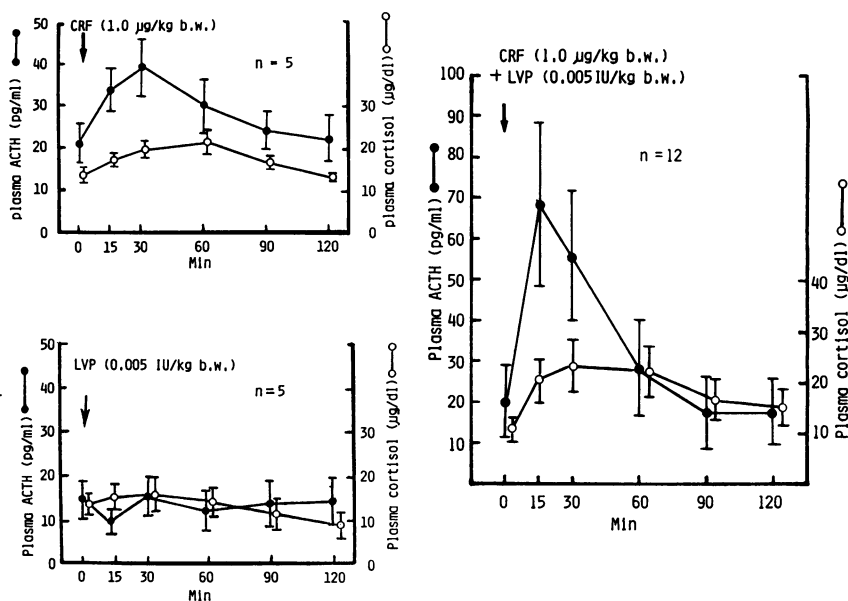 CRF (1.0 µg/kg b.w.)
n = 5
plasma ACTH (pg/ml)
50
40
30
20
10
0
plasma cortisol (µg/dl)
30
20
10
0
0 15 30 60 90 120
Min
LVP (0.005 IU/kg b.w.)
n=5
Plasma ACTH (pg/ml)
50
40
30
20
10
0
plasma cortisol (µg/dl)
30
20
10
0
0 15 30 60 90 120
Min
CRF (1.0 µg/kg b.w.)
+ LVP (0.005IU/kg b.w.)
n=12
Plasma ACTH (pg/ml)
100
90
80
70
60
50
40
30
20
10
Plasma cortisol (µg/dl)
40
30
20
10
0 15 30 60 90 120
Min